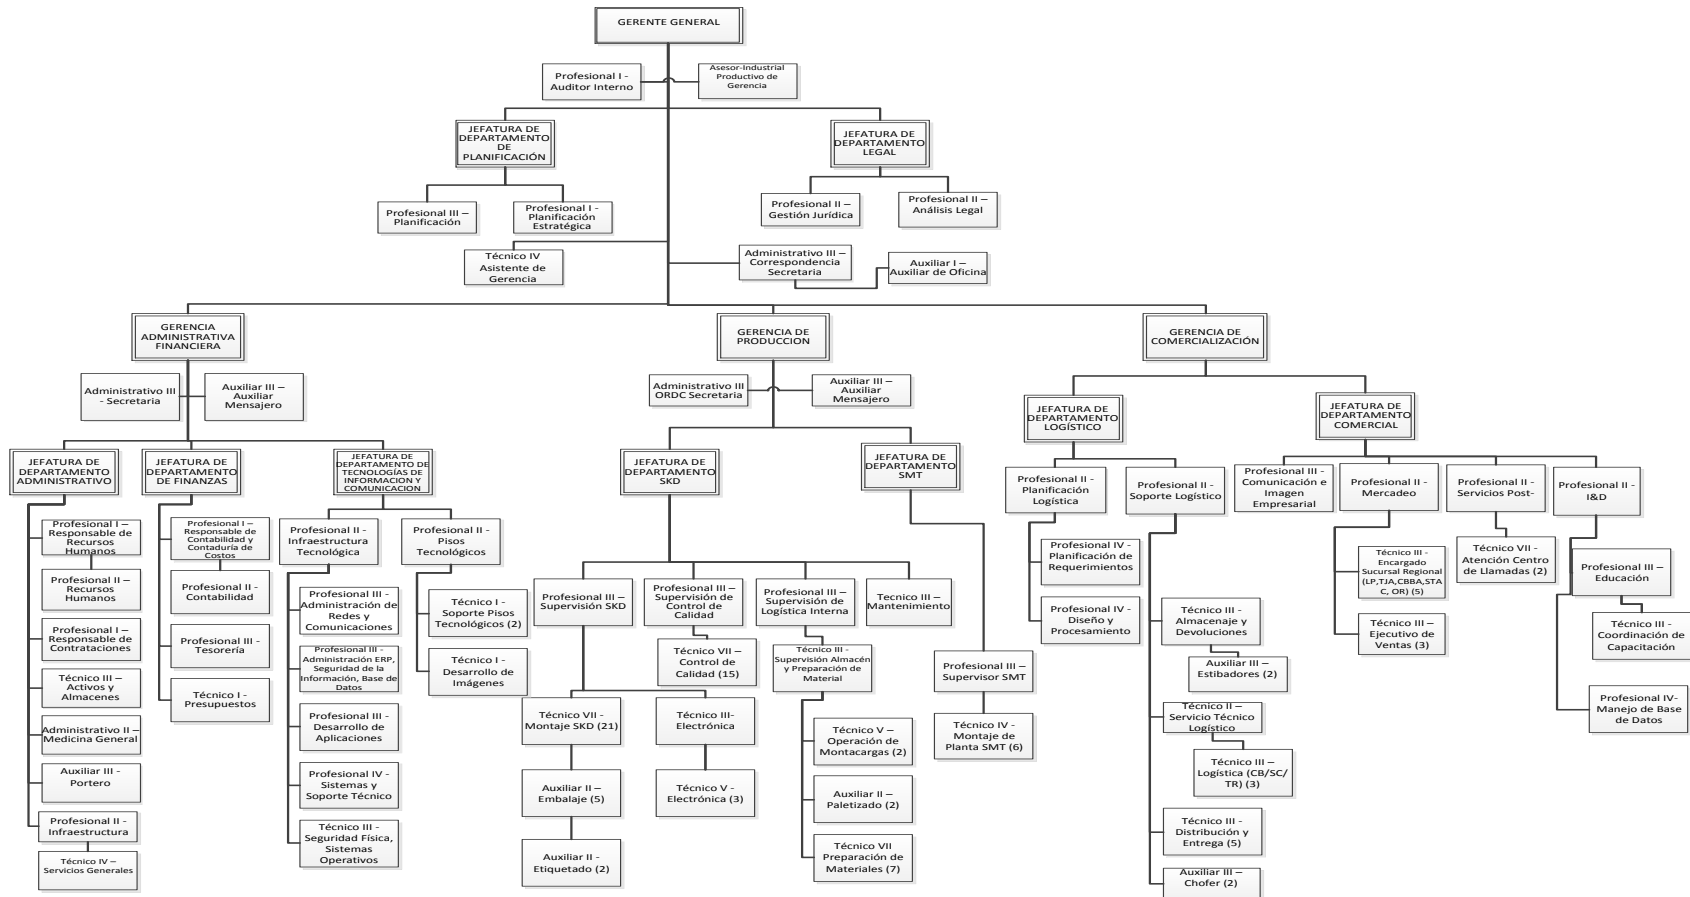 GERENTE GENERAL
Profesional I -
Auditor Interno
Asesor-Industrial
Productivo de
Gerencia
JEFATURA DE
DEPARTAMENTO
DE
PLANIFICACIÓN
JEFATURA DE
DEPARTAMENTO
LEGAL
Profesional III –
Planificación
Profesional I -
Planificación
Estratégica
Profesional II –
Gestión Jurídica
Profesional II –
Análisis Legal
Técnico IV
Asistente de
Gerencia
Administrativo III –
Correspondencia
Secretaria
Auxiliar I –
Auxiliar de Oficina
GERENCIA
ADMINISTRATIVA
FINANCIERA
GERENCIA DE
PRODUCCION
GERENCIA DE
COMERCIALIZACIÓN
Administrativo III
- Secretaria
Auxiliar III –
Auxiliar
Mensajero
Administrativo III
ORDC Secretaria
Auxiliar III –
Auxiliar
Mensajero
JEFATURA DE
DEPARTAMENTO
LOGÍSTICO
JEFATURA DE
DEPARTAMENTO
COMERCIAL
JEFATURA DE
DEPARTAMENTO
ADMINISTRATIVO
JEFATURA DE
DEPARTAMENTO
DE FINANZAS
JEFATURA DE
DEPARTAMENTO DE
TECNOLOGÍAS DE
INFORMACION Y
COMUNICACION
JEFATURA DE
DEPARTAMENTO
SKD
JEFATURA DE
DEPARTAMENTO
SMT
Profesional II -
Planificación
Logística
Profesional II -
Soporte Logístico
Profesional III -
Comunicación e
Imagen
Empresarial
Profesional II -
Mercadeo
Profesional II -
Servicios Post-
Profesional II -
I&D
Profesional I –
Responsable de
Recursos
Humanos
Profesional II –
Recursos
Humanos
Profesional I –
Responsable de
Contrataciones
Técnico III –
Activos y
Almacenes
Administrativo II –
Medicina General
Auxiliar III -
Portero
Profesional II -
Infraestructura
Técnico IV –
Servicios Generales
Profesional I –
Responsable de
Contabilidad y
Contaduría de
Costos
Profesional II -
Contabilidad
Profesional III -
Tesorería
Técnico I -
Presupuestos
Profesional II -
Infraestructura
Tecnológica
Profesional II -
Pisos
Tecnológicos
Profesional III -
Administración de
Redes y
Comunicaciones
Profesional III -
Administración ERP,
Seguridad de la
Información, Base de
Datos
Profesional III -
Desarrollo de
Aplicaciones
Profesional IV -
Sistemas y
Soporte Técnico
Técnico III -
Seguridad Física,
Sistemas
Operativos
Técnico I -
Soporte Pisos
Tecnológicos (2)
Técnico I -
Desarrollo de
Imágenes
Profesional III –
Supervisión SKD
Profesional III –
Supervisión de
Control de
Calidad
Profesional III –
Supervisión de
Logística Interna
Tecnico III –
Mantenimiento
Técnico VII –
Control de
Calidad (15)
Técnico III -
Supervisión Almacén
y Preparación de
Material
Técnico VII -
Montaje SKD (21)
Técnico III-
Electrónica
Auxiliar II –
Embalaje (5)
Técnico V -
Electrónica (3)
Auxiliar II -
Etiquetado (2)
Técnico V –
Operación de
Montacargas (2)
Auxiliar II –
Paletizado (2)
Técnico VII
Preparación de
Materiales (7)
Profesional III –
Supervisor SMT
Técnico IV -
Montaje de
Planta SMT (6)
Profesional IV -
Planificación de
Requerimientos
Profesional IV -
Diseño y
Procesamiento
Técnico III -
Almacenaje y
Devoluciones
Auxiliar III –
Estibadores (2)
Técnico II –
Servicio Técnico
Logístico
Técnico III –
Logística (CB/SC/
TR) (3)
Técnico III -
Distribución y
Entrega (5)
Auxiliar III –
Chofer (2)
Técnico III -
Encargado
Sucursal Regional
(LP,TJA,CBBA,STA
C, OR) (5)
Técnico III –
Ejecutivo de
Ventas (3)
Técnico VII -
Atención Centro
de Llamadas (2)
Profesional III –
Educación
Técnico III -
Coordinación de
Capacitación
Profesional IV-
Manejo de Base
de Datos